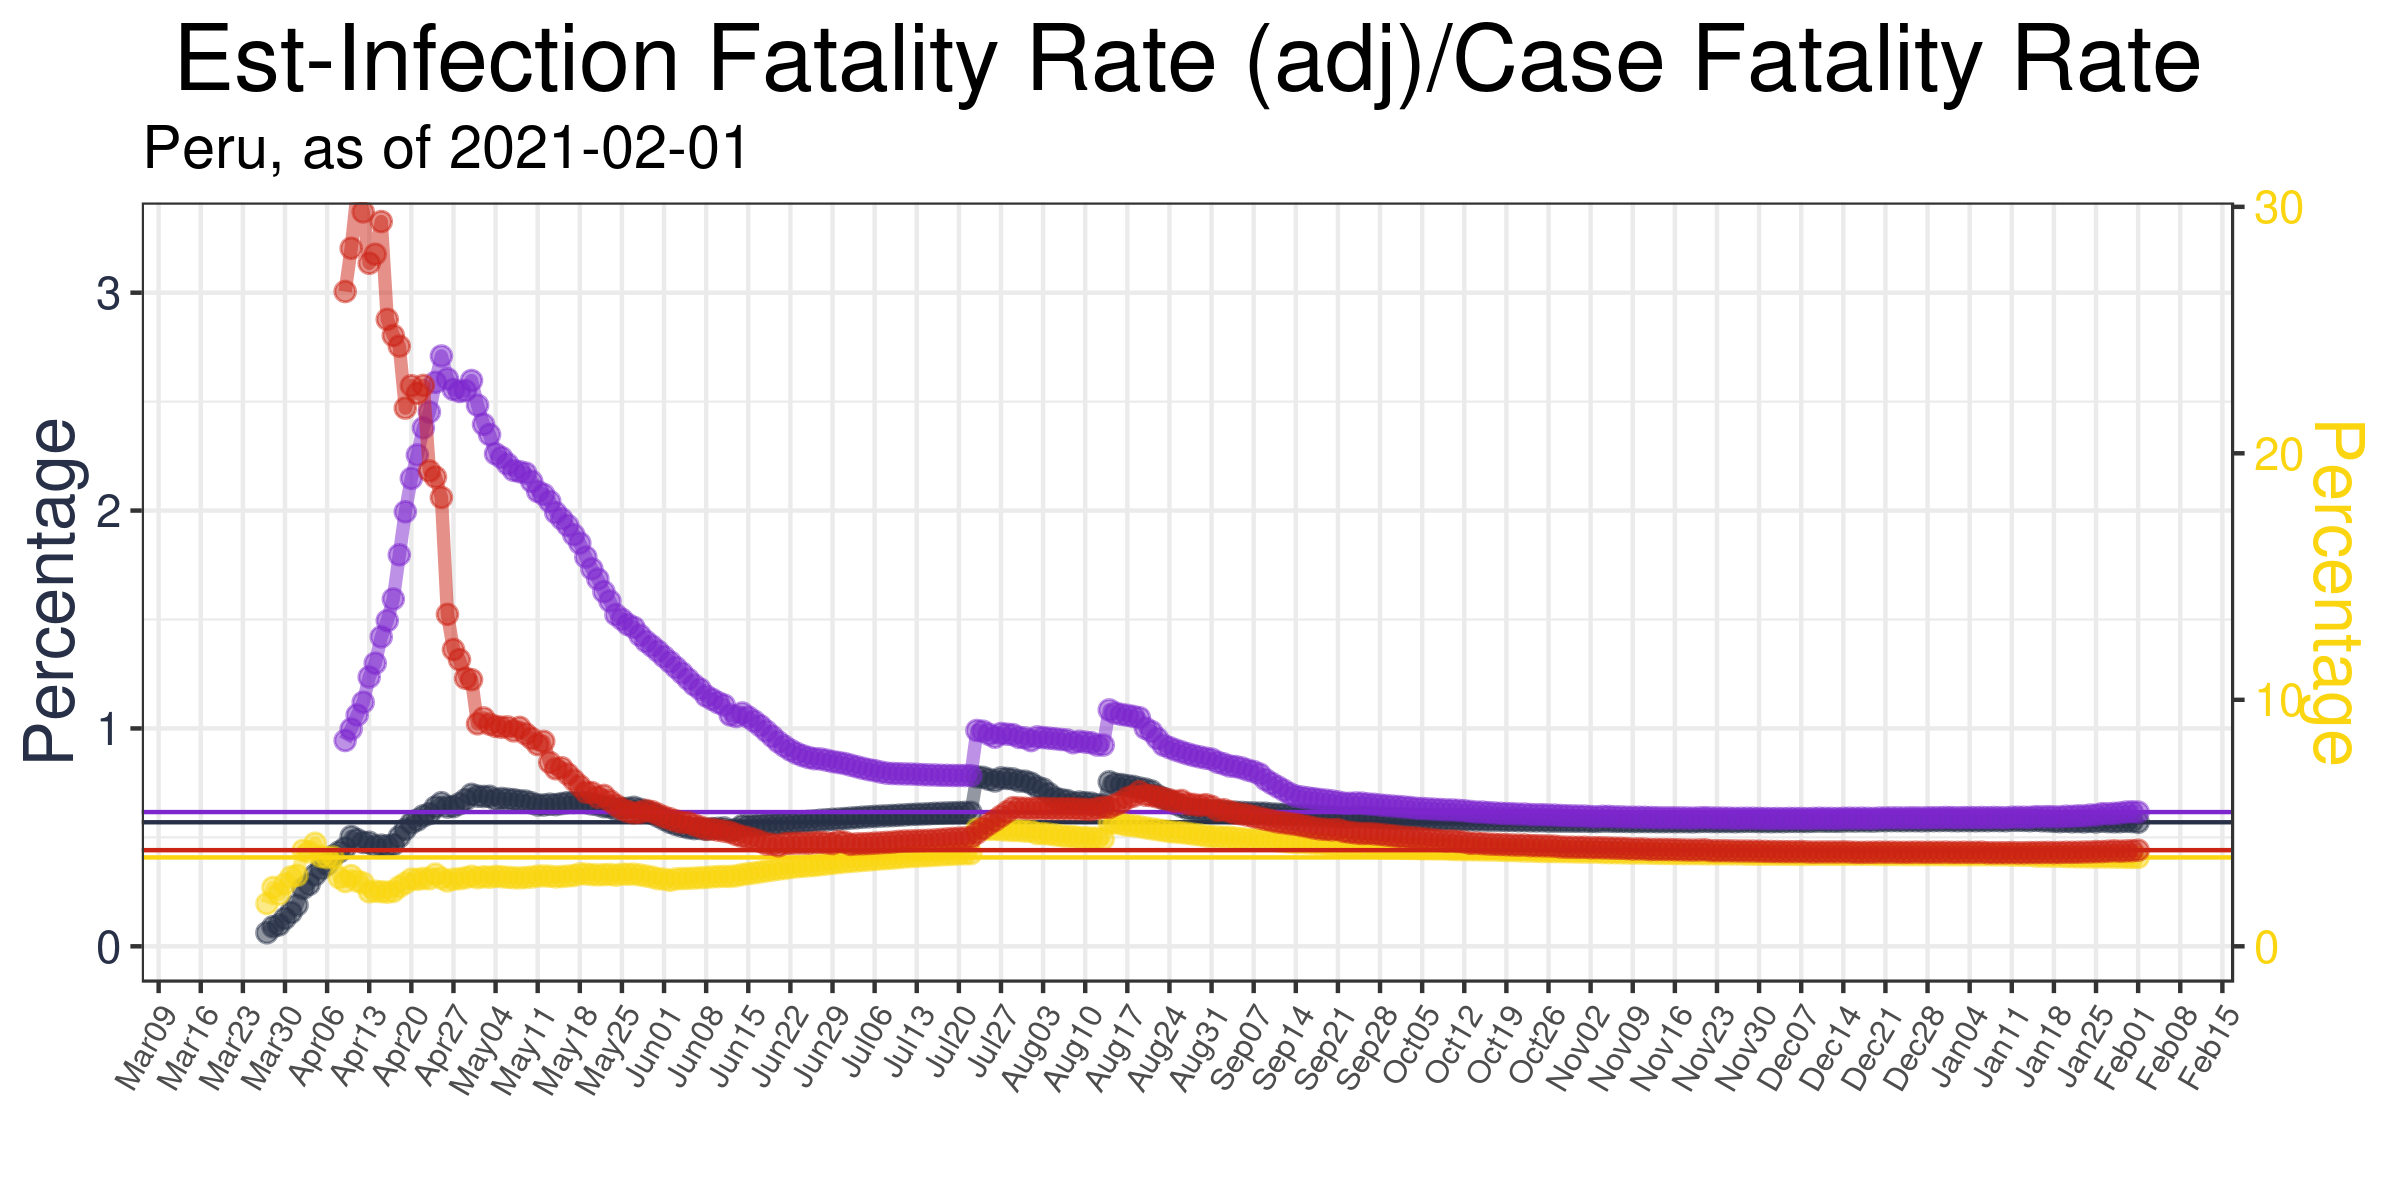 Est-Infection Fatality Rate (adj)/Case Fatality Rate
Peru, as of 2021-02-01
Percentage
3
2
1
0
30
20
10
0
Percentage
Mar09
Mar16
Mar23
Mar30
Apr06
Apr13
Apr20
Apr27
May04
May11
May18
May25
Jun01
Jun08
Jun15
Jun22
Jun29
Jul06
Jul13
Jul20
Jul27
Aug03
Aug10
Aug17
Aug24
Aug31
Sep07
Sep14
Sep21
Sep28
Oct05
Oct12
Oct19
Oct26
Nov02
Nov09
Nov16
Nov23
Nov30
Dec07
Dec14
Dec21
Dec28
Jan04
Jan11
Jan18
Jan25
Feb01
Feb08
Feb15